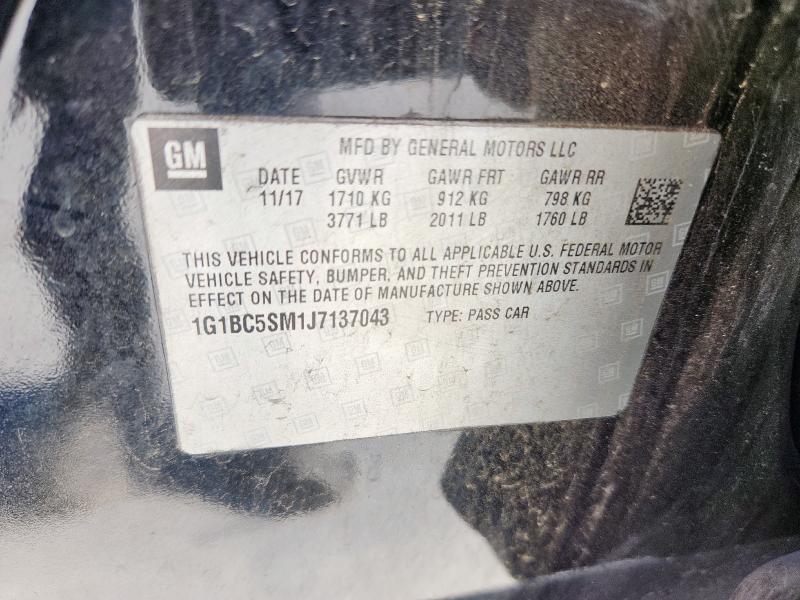 GM
MFD BY GENERAL MOTORS LLC
DATE GVWR GAWR FRT GAWR RR
11/17 1710 KG 912 KG 798 KG
3771 LB 2011 LB 1760 LB
THIS VEHICLE CONFORMS TO ALL APPLICABLE U.S. FEDERAL MOTOR
VEHICLE SAFETY, BUMPER, AND THEFT PREVENTION STANDARDS IN
EFFECT ON THE DATE OF MANUFACTURE SHOWN ABOVE.
1G1BC5SM1J7137043 TYPE: PASS CAR